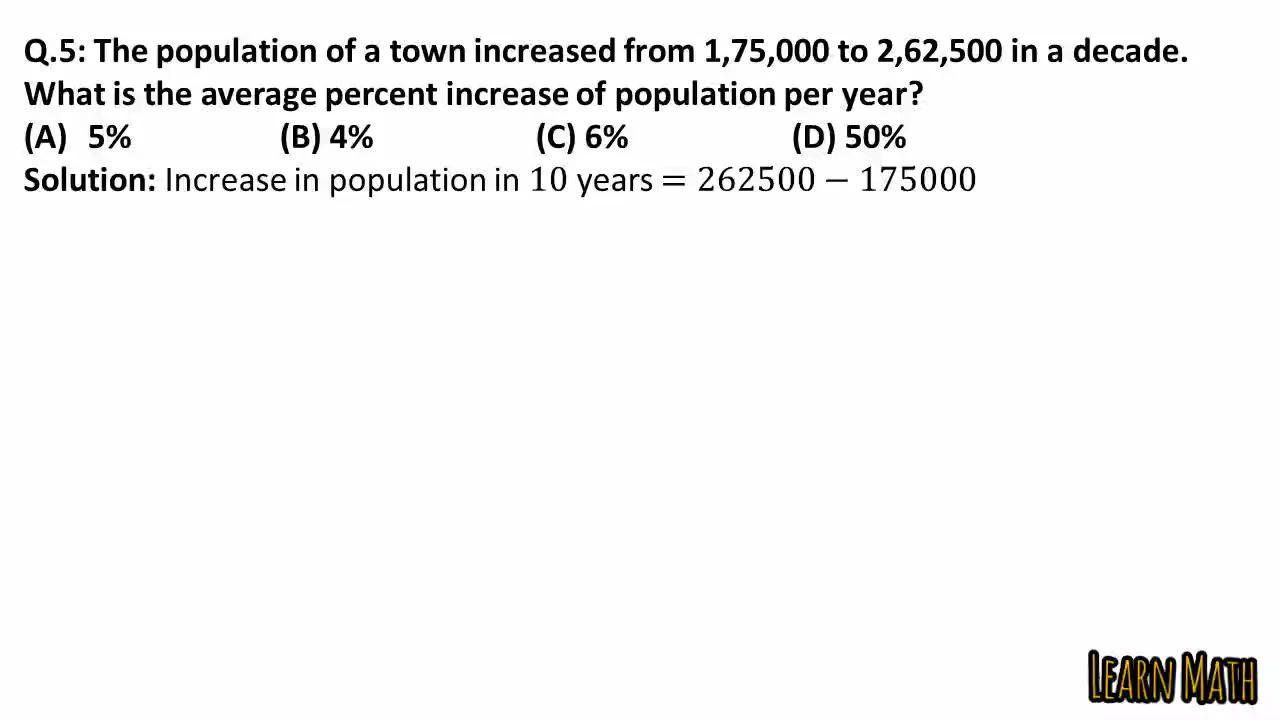 Q.5: The population of a town increased from 1,75,000 to 2,62,500 in a decade.
What is the average percent increase of population per year?
(A) 5% (B) 4% (C) 6% (D) 50%
Solution: Increase in population in 10 years = 262500 − 175000
LEARN MATH